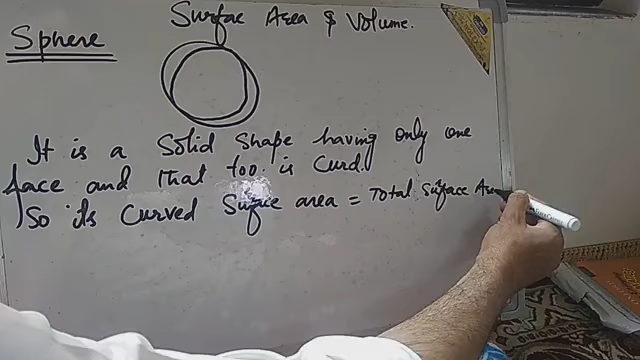 Surfac Area & Volume.
Sphere
It is a Solid Shape having only one
face and that too is Curd.
So its Curved Surface area = Total Surface Are